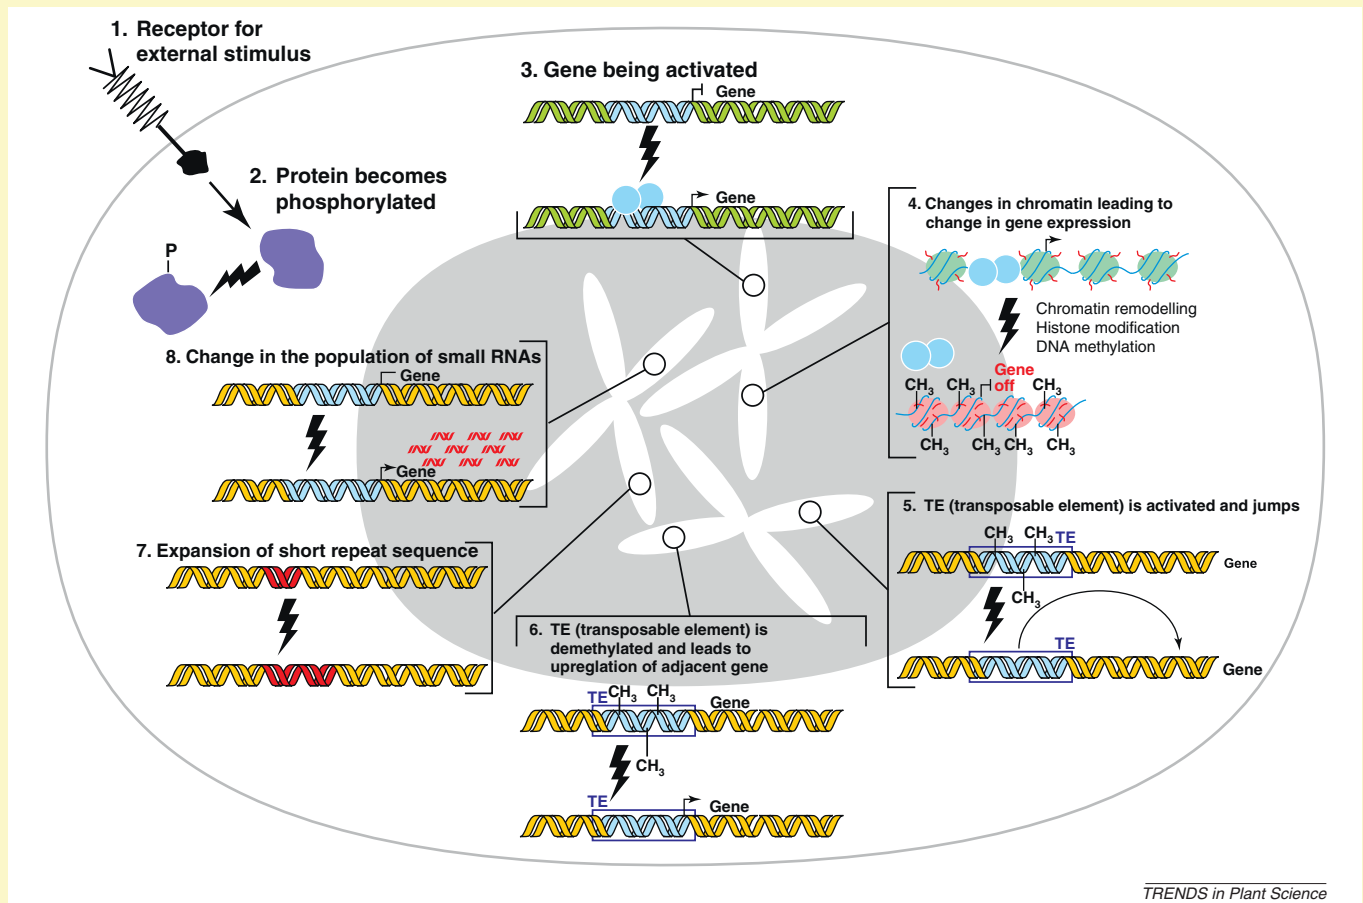 1. Receptor for
external stimulus
2. Protein becomes
phosphorylated
P
3. Gene being activated
Gene
Gene
4. Changes in chromatin leading to
change in gene expression
Chromatin remodelling
Histone modification
DNA methylation
Gene
off
CH3 CH3 CH3
CH3 CH3 CH3 CH3
5. TE (transposable element) is activated and jumps
CH3 CH3 TE
Gene
CH3
TE
Gene
6. TE (transposable element) is
demethylated and leads to
upreglation of adjacent gene
TE CH3 CH3 Gene
CH3
TE Gene
7. Expansion of short repeat sequence
8. Change in the population of small RNAs
Gene
Gene
TRENDS in Plant Science